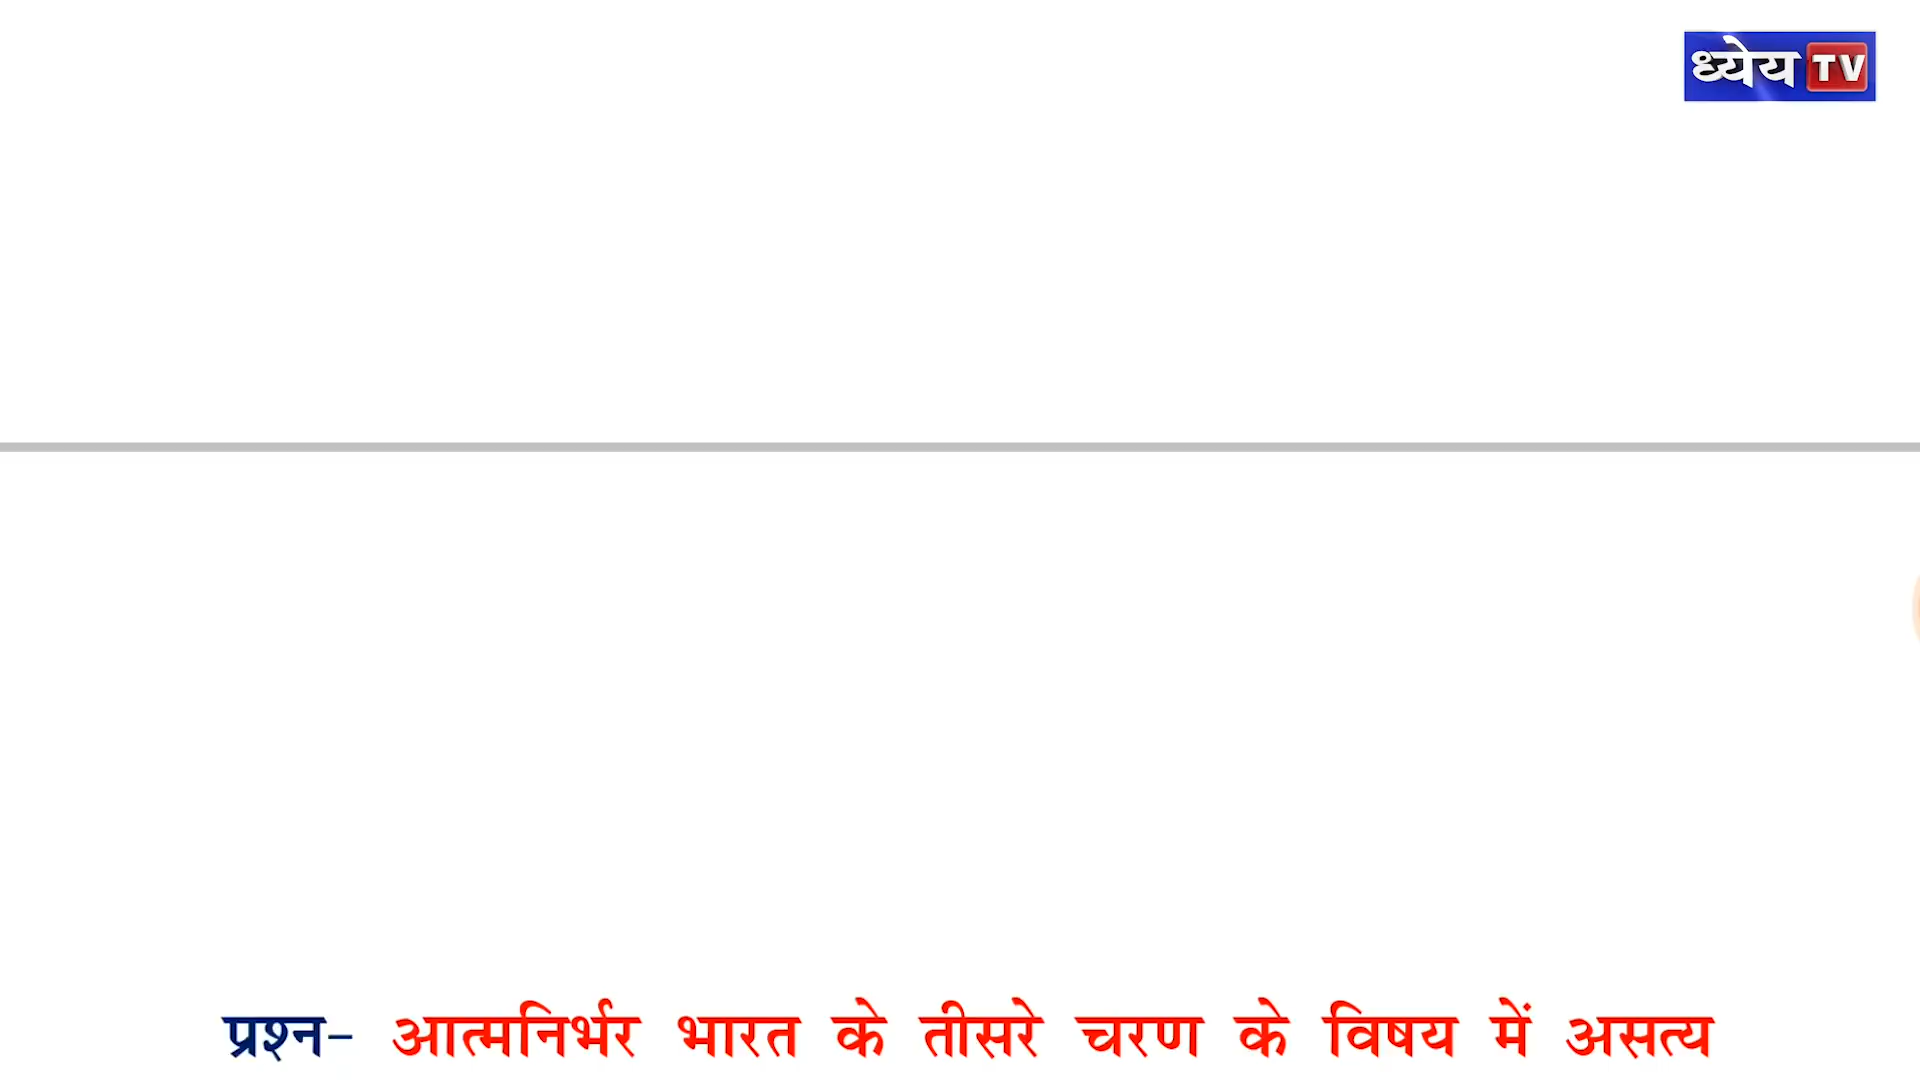 ध्येय TV
प्रश्न- आत्मनिर्भर भारत के तीसरे चरण के विषय में असत्य